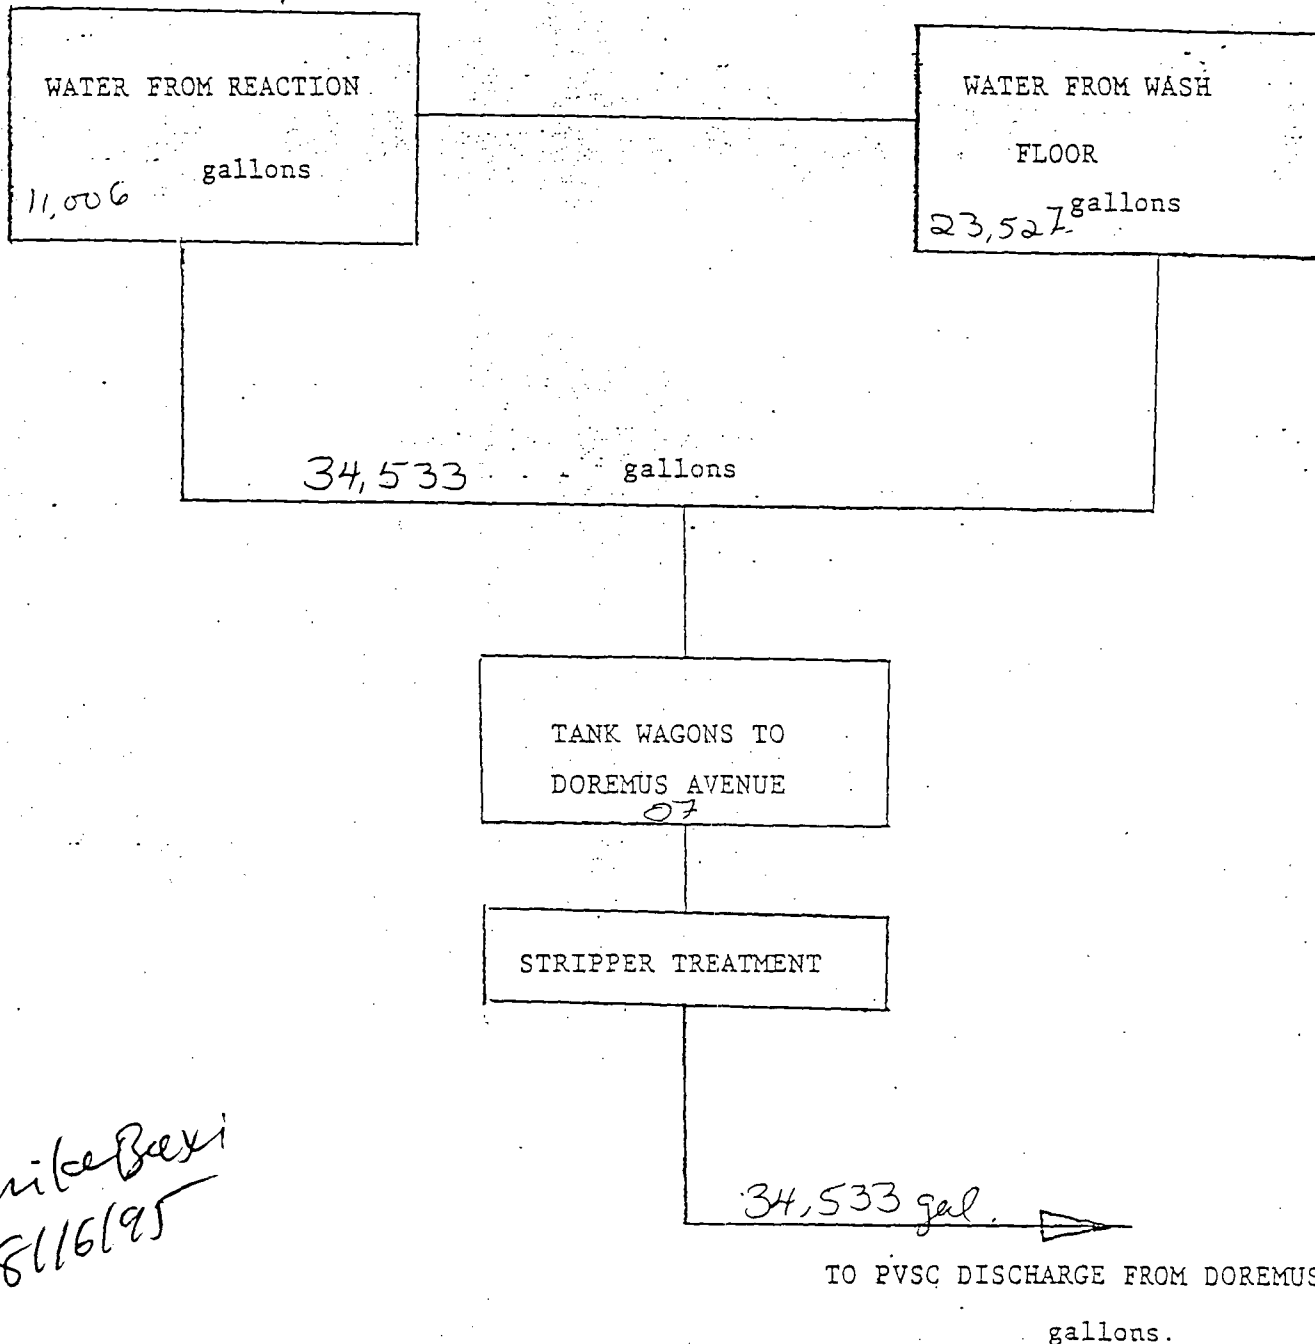 WATER FROM REACTION
gallons
11,006
WATER FROM WASH
FLOOR
gallons
23,527
34,533 gallons
TANK WAGONS TO
DOREMUS AVENUE
07
STRIPPER TREATMENT
8/16/95
34,533 gal.
TO PVSC DISCHARGE FROM DOREMUS
gallons.